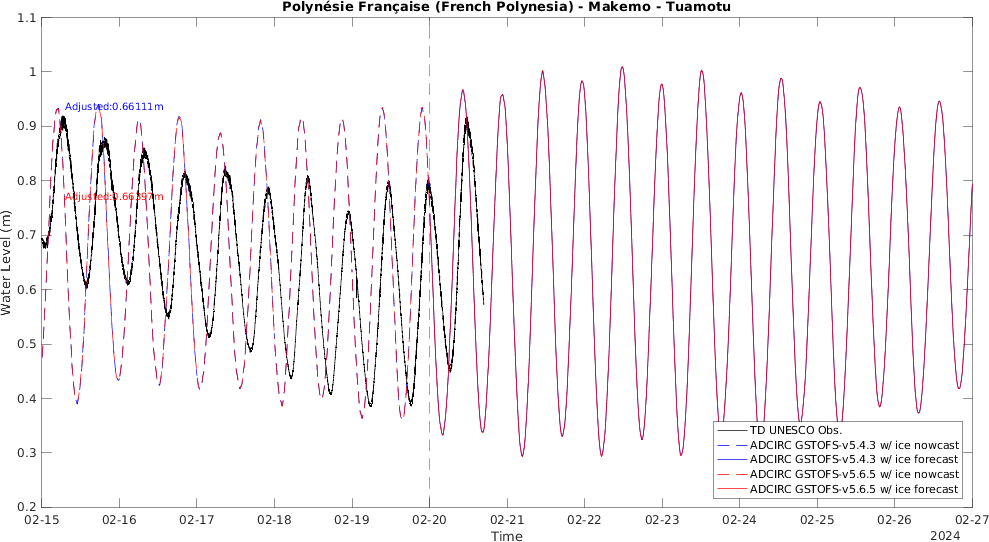 Polynésie Française (French Polynesia) - Makemo - Tuamotu
1.1
1
0.9
0.8
0.7
0.6
0.5
0.4
0.3
0.2
Water Level (m)
Adjusted:0.66111m
Adjusted:0.66397m
TD UNESCO Obs.
ADCIRC GSTOFS-v5.4.3 w/ ice nowcast
ADCIRC GSTOFS-v5.4.3 w/ ice forecast
ADCIRC GSTOFS-v5.6.5 w/ ice nowcast
ADCIRC GSTOFS-v5.6.5 w/ ice forecast
02-15 02-16 02-17 02-18 02-19 02-20 02-21 02-22 02-23 02-24 02-25 02-26 02-27
Time
2024